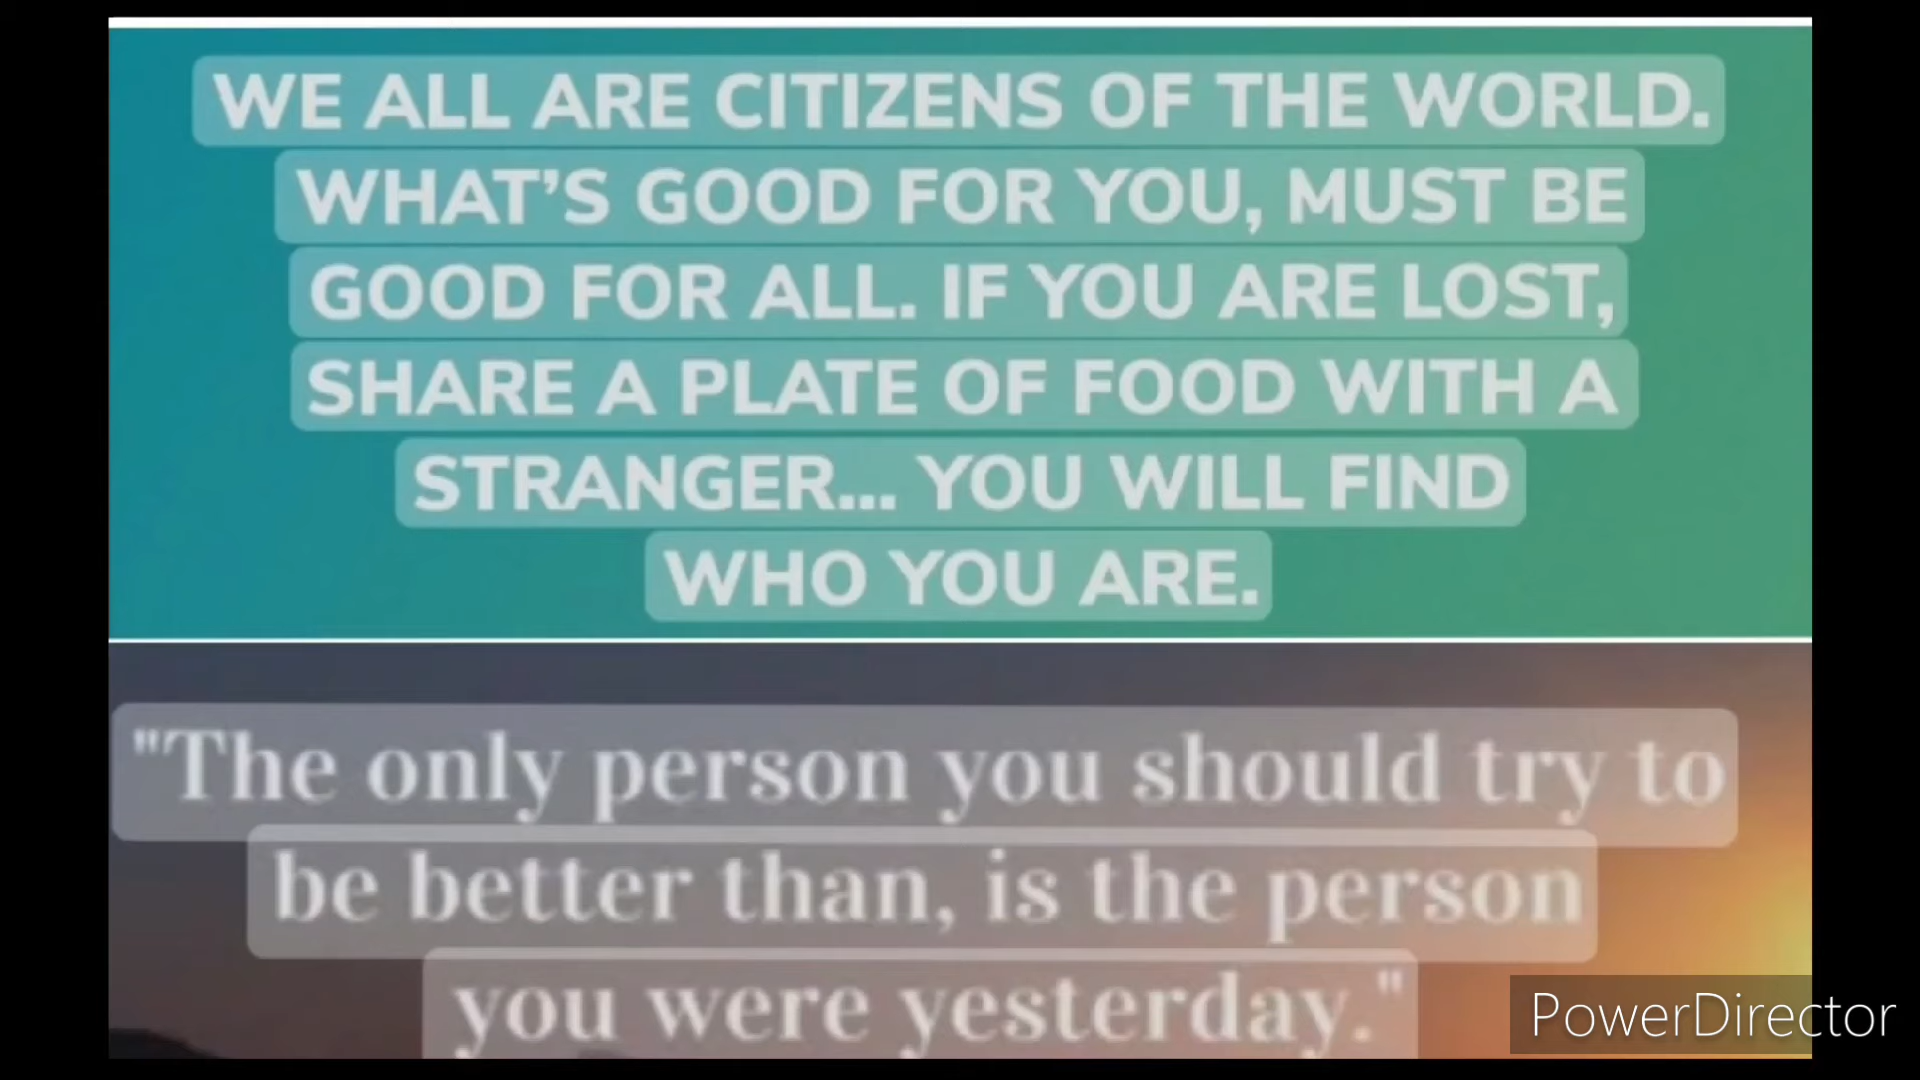 WE ALL ARE CITIZENS OF THE WORLD.
WHAT’S GOOD FOR YOU, MUST BE
GOOD FOR ALL. IF YOU ARE LOST,
SHARE A PLATE OF FOOD WITH A
STRANGER... YOU WILL FIND
WHO YOU ARE.
"The only person you should try to
be better than, is the person
you were yesterday."
PowerDirector